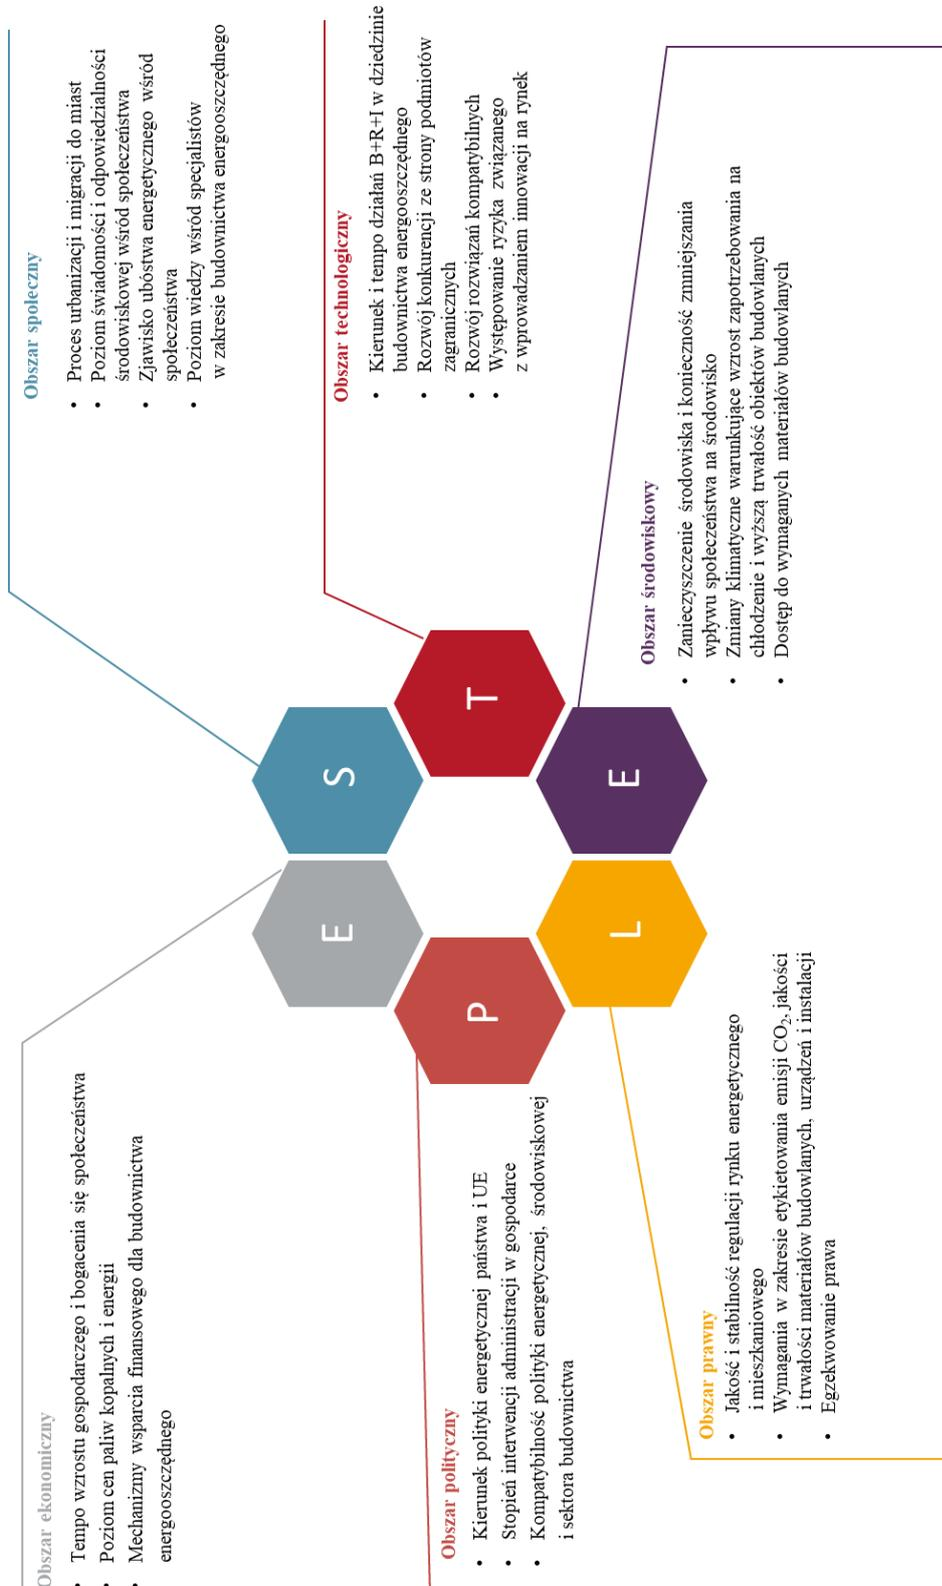 Obszar ekonomiczny
• Tempo wzrostu gospodarczego i bogacenia się społeczeństwa
• Poziom cen paliw kopalnych i energii
• Mechanizmy wsparcia finansowego dla budownictwa
energooszczędnego
Obszar społeczny
• Proces urbanizacji i migracji do miast
• Poziom świadomości i odpowiedzialności
środowiskowej wśród społeczeństwa
• Zjawisko ubóstwa energetycznego wśród
społeczeństwa
• Poziom wiedzy wśród specjalistów
w zakresie budownictwa energooszczędnego
E
S
P
T
L
E
Obszar polityczny
• Kierunek polityki energetycznej państwa i UE
• Stopień interwencji administracji w gospodarce
• Kompatybilność polityki energetycznej, środowiskowej
i sektora budownictwa
Obszar technologiczny
• Kierunek i tempo działań B+R+I w dziedzinie
budownictwa energooszczędnego
• Rozwój konkurencji ze strony podmiotów
zagranicznych
• Rozwój rozwiązań kompatybilnych
• Występowanie ryzyka związanego
z wprowadzaniem innowacji na rynek
Obszar prawny
• Jakość i stabilność regulacji rynku energetycznego
i mieszkaniowego
• Wymagania w zakresie etykietowania emisji CO₂, jakości
i trwałości materiałów budowlanych, urządzeń i instalacji
• Egzekwowanie prawa
Obszar środowiskowy
• Zanieczyszczenie środowiska i konieczność zmniejszania
wpływu społeczeństwa na środowisko
• Zmiany klimatyczne warunkujące wzrost zapotrzebowania na
chłodzenie i wyższą trwałość obiektów budowlanych
• Dostęp do wymaganych materiałów budowlanych